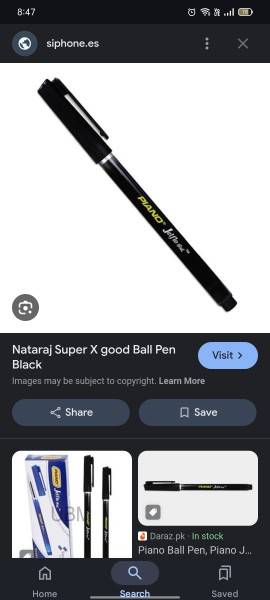 8:47
siphone.es
PIANO
Nataraj Super X good Ball Pen
Black
Visit
Images may be subject to copyright. Learn More
Share
Save
Daraz.pk · In stock
Piano Ball Pen, Piano J...
Home
Search
Saved